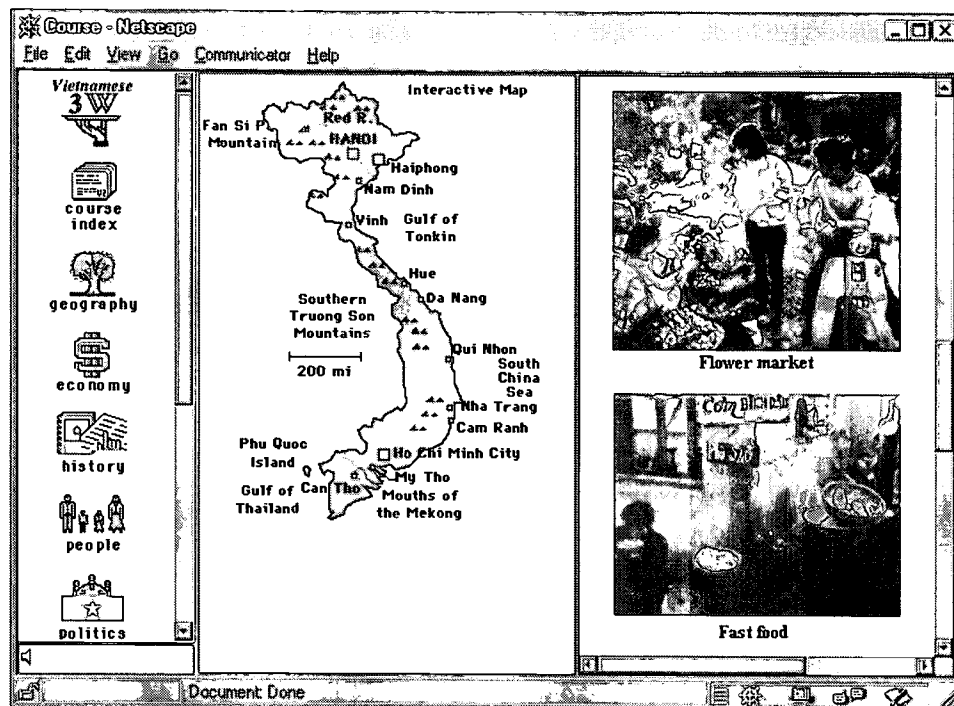 Course - Netscape
File Edit View Go Communicator Help
Vietnamese
3W
course
index
geography
economy
history
people
politics
Interactive Map
Red R.
Fan Si P
Mountain
HANOI
Haiphong
Nam Dinh
Vinh
Gulf of
Tonkin
Hue
Da Nang
Southern
Truong Son
Mountains
200 mi
Qui Nhon
South
China
Sea
Nha Trang
Cam Ranh
Phu Quoc
Island
Ho Chi Minh City
Gulf of
Thailand
Can Tho
My Tho
Mouths of
the Mekong
Flower market
Com
Fast food
Document: Done